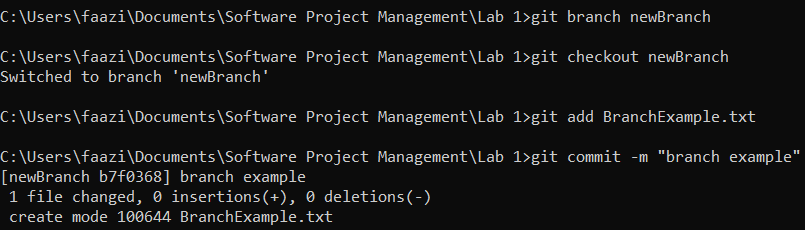 C:\Users\faazi\Documents\Software Project Management\Lab 1>git branch newBranch
C:\Users\faazi\Documents\Software Project Management\Lab 1>git checkout newBranch
Switched to branch 'newBranch'
C:\Users\faazi\Documents\Software Project Management\Lab 1>git add BranchExample.txt
C:\Users\faazi\Documents\Software Project Management\Lab 1>git commit -m "branch example"
[newBranch b7f0368] branch example
 1 file changed, 0 insertions(+), 0 deletions(-)
 create mode 100644 BranchExample.txt